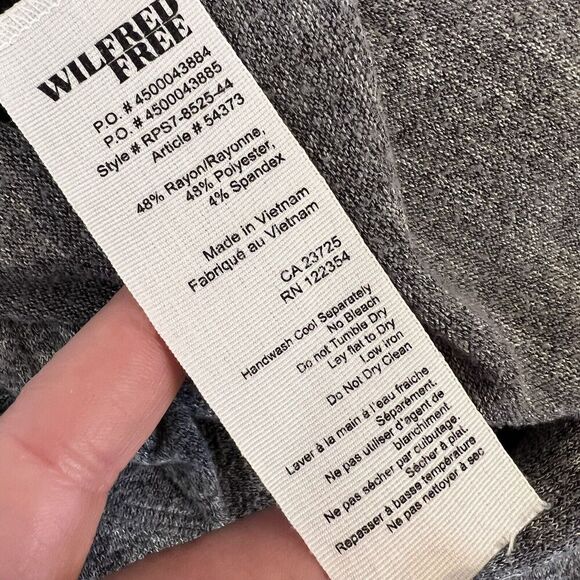 WILFRED
FREE
P.O. # 4500043884
P.O. # 4500043885
Style # RPS7-8525-44
Article # 54373
48% Rayon/Rayonne,
48% Polyester,
4% Spandex
Made in Vietnam
Fabriqué au Vietnam
CA 23725
RN 122354
Handwash Cool Separately
No Bleach
Do not Tumble Dry
Lay flat to Dry
Low iron
Do Not Dry Clean
Laver à la main à l'eau fraîche
Séparément.
Ne pas utiliser d'agent de
blanchiment.
Ne pas sécher par culbutage.
Sécher à plat.
Repasser à basse température
Ne pas nettoyer à sec